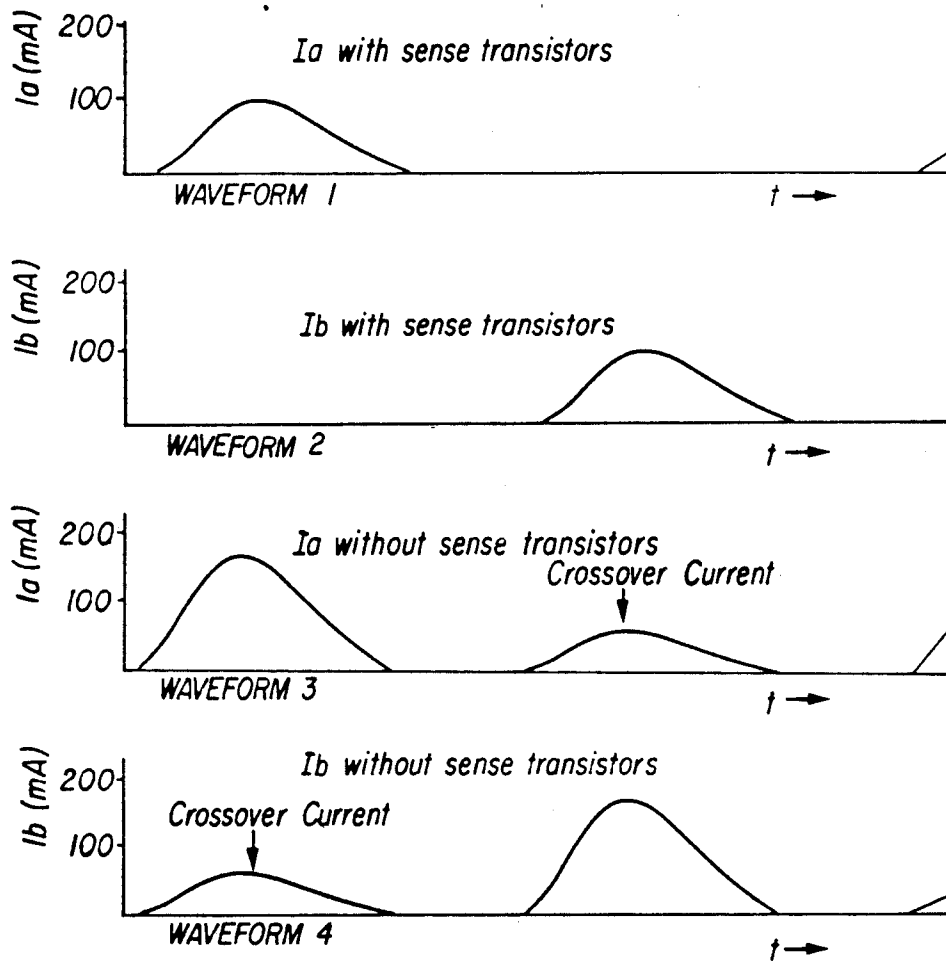 Ia (mA)
200
100
Ia with sense transistors
WAVEFORM 1
t
Ib (mA)
200
100
Ib with sense transistors
WAVEFORM 2
t
Ia (mA)
200
100
Ia without sense transistors
Crossover Current
WAVEFORM 3
t
Ib (mA)
200
100
Ib without sense transistors
Crossover Current
WAVEFORM 4
t